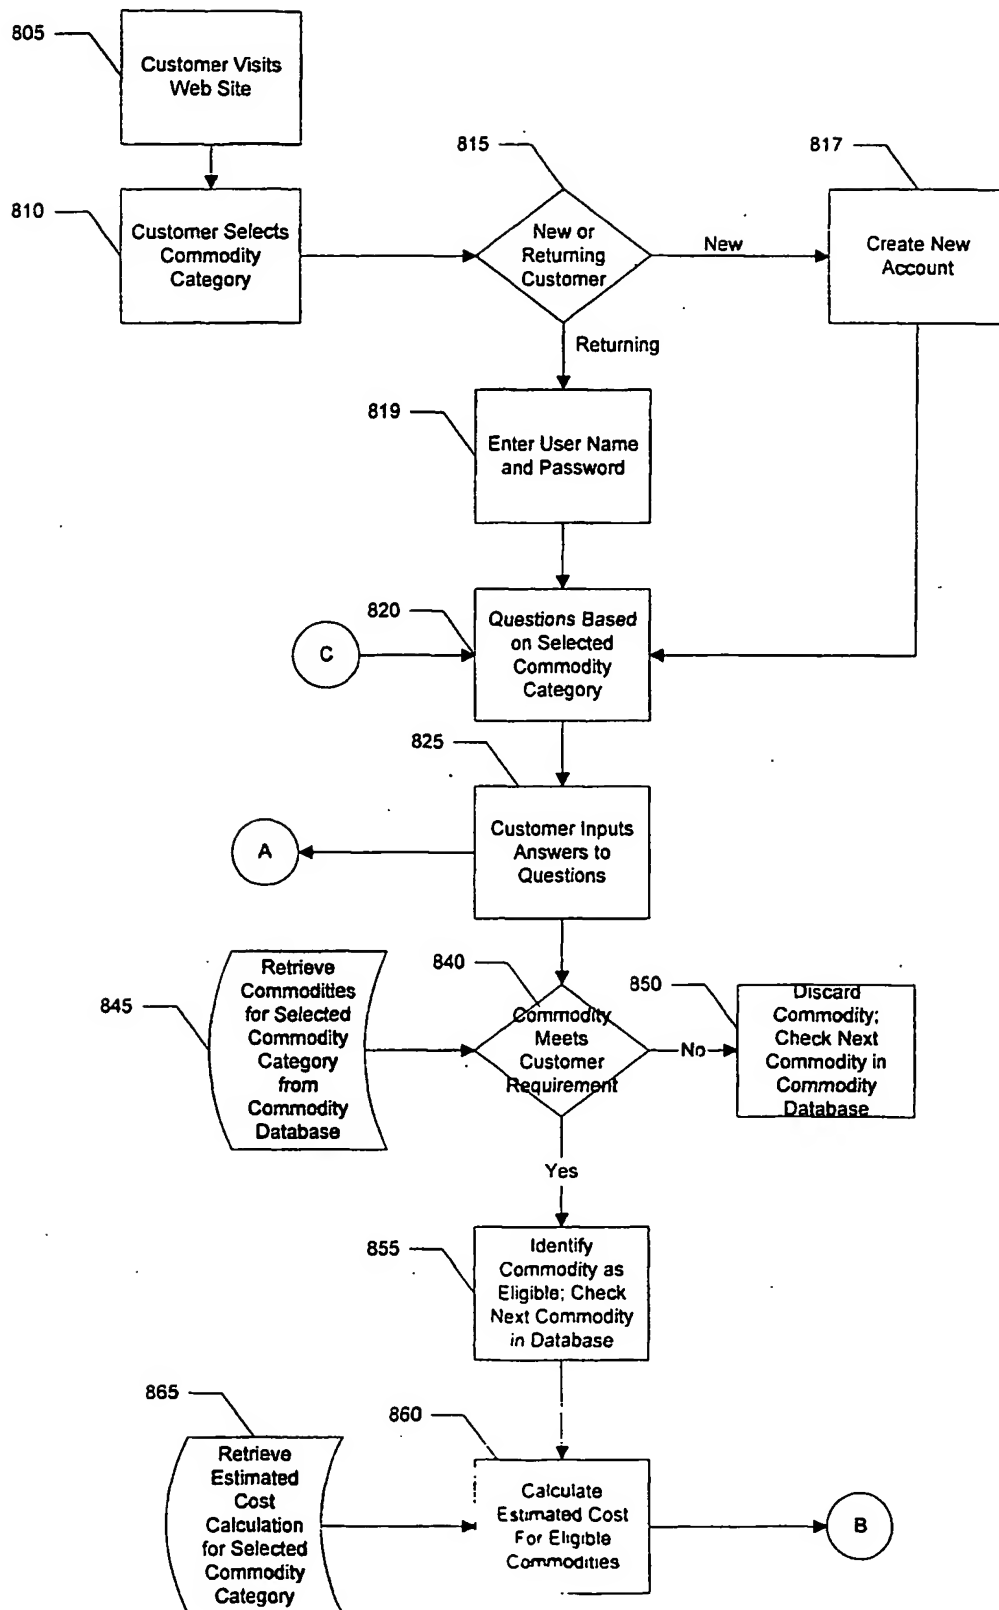 805
Customer Visits
Web Site
815
817
810
Customer Selects
Commodity
Category
New or
Returning
Customer
New
Create New
Account
Returning
819
Enter User Name
and Password
820
Questions Based
on Selected
Commodity
Category
C
825
Customer Inputs
Answers to
Questions
A
845
Retrieve
Commodities
for Selected
Commodity
Category
from
Commodity
Database
840
Commodity
Meets
Customer
Requirement
No
850
Discard
Commodity;
Check Next
Commodity in
Commodity
Database
Yes
855
Identify
Commodity as
Eligible; Check
Next Commodity
in Database
865
Retrieve
Estimated
Cost
Calculation
for Selected
Commodity
Category
860
Calculate
Estimated Cost
For Eligible
Commodities
B